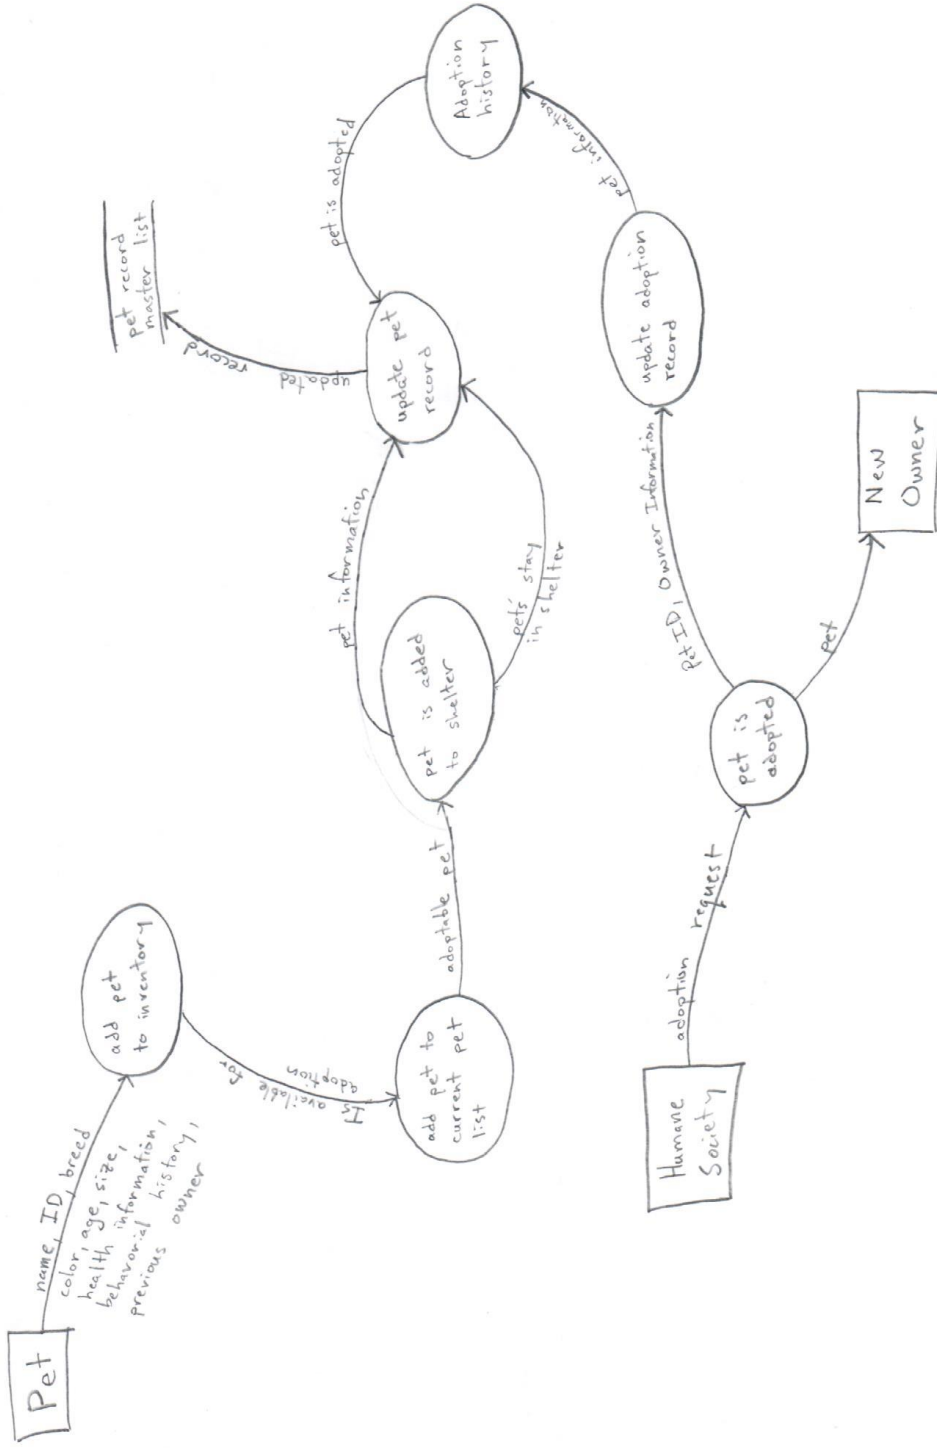 Pet
name, ID, breed
color, age, size,
health information,
behavorial history,
previous owner
add pet
to inventory
Is available for
adoption
add pet to
current pet
list
adoptable pet
pet is added
to shelter
pet information
pets' stay
in shelter
update pet
record
updated
record
pet record
master list
pet is adopted
Adoption
history
pet information
update adoption
record
Pet ID, Owner Information
Humane
Society
adoption request
pet is
adopted
pet
New
Owner